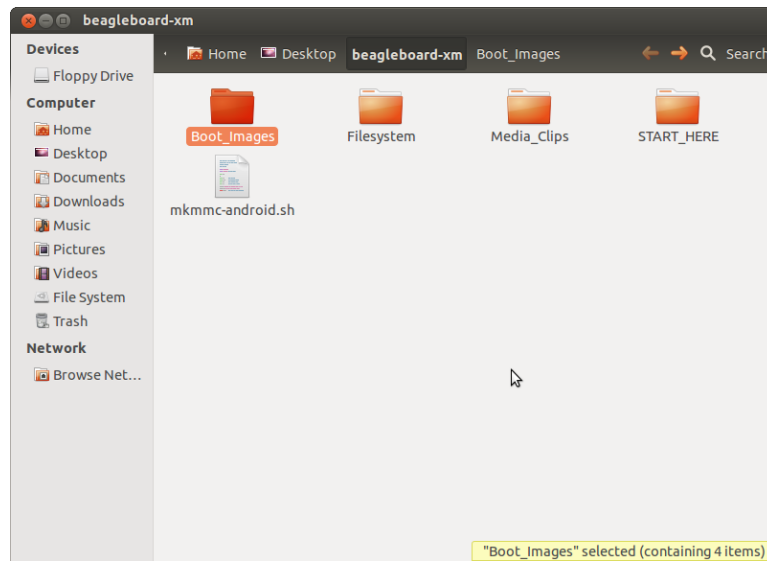 beagleboard-xm
Devices
Floppy Drive
Computer
Home
Desktop
Documents
Downloads
Music
Pictures
Videos
File System
Trash
Network
Browse Net...
Home Desktop beagleboard-xm Boot_Images Search
Boot_Images Filesystem Media_Clips START_HERE
mkmmc-android.sh
"Boot_Images" selected (containing 4 items)